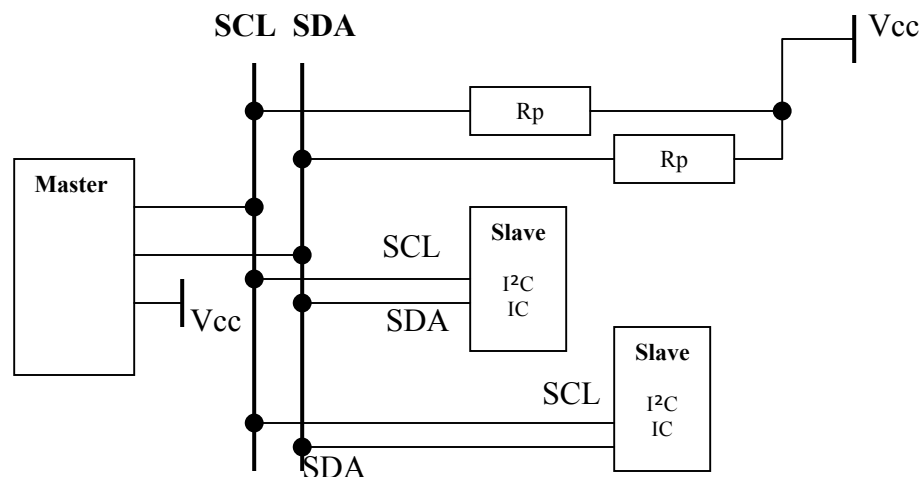 SCL SDA
Vcc
Rp
Rp
Master
Vcc
SCL
SDA
Slave
I²C
IC
SCL
SDA
Slave
I²C
IC